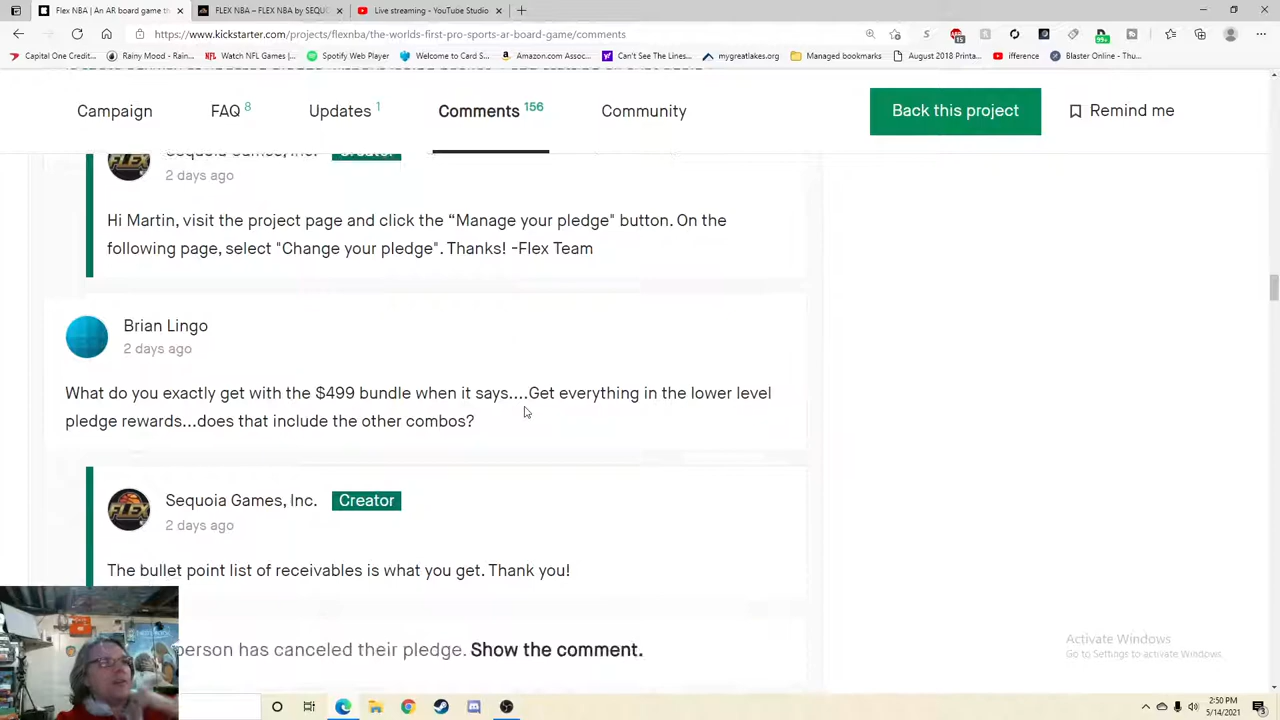 Flex NBA | An AR board game th
FLEX NBA – FLEX NBA by SEQUO
Live streaming - YouTube Studio
https://www.kickstarter.com/projects/flexnba/the-worlds-first-pro-sports-ar-board-game/comments
Capital One Credit...
Rainy Mood - Rain...
Watch NFL Games |...
Spotify Web Player
Welcome to Card S...
Amazon.com Assoc...
Can't See The Lines...
mygreatlakes.org
Managed bookmarks
August 2018 Printa...
ifference
Blaster Online - Thu...
Campaign
FAQ 8
Updates 1
Comments 156
Community
Back this project
Remind me
Sequoia Games, Inc. Creator
2 days ago
Hi Martin, visit the project page and click the “Manage your pledge" button. On the
following page, select "Change your pledge". Thanks! -Flex Team
Brian Lingo
2 days ago
What do you exactly get with the $499 bundle when it says....Get everything in the lower level
pledge rewards...does that include the other combos?
Sequoia Games, Inc. Creator
FLEX
2 days ago
The bullet point list of receivables is what you get. Thank you!
person has canceled their pledge. Show the comment.
Activate Windows
Go to Settings to activate Windows.
2:50 PM
5/14/2021